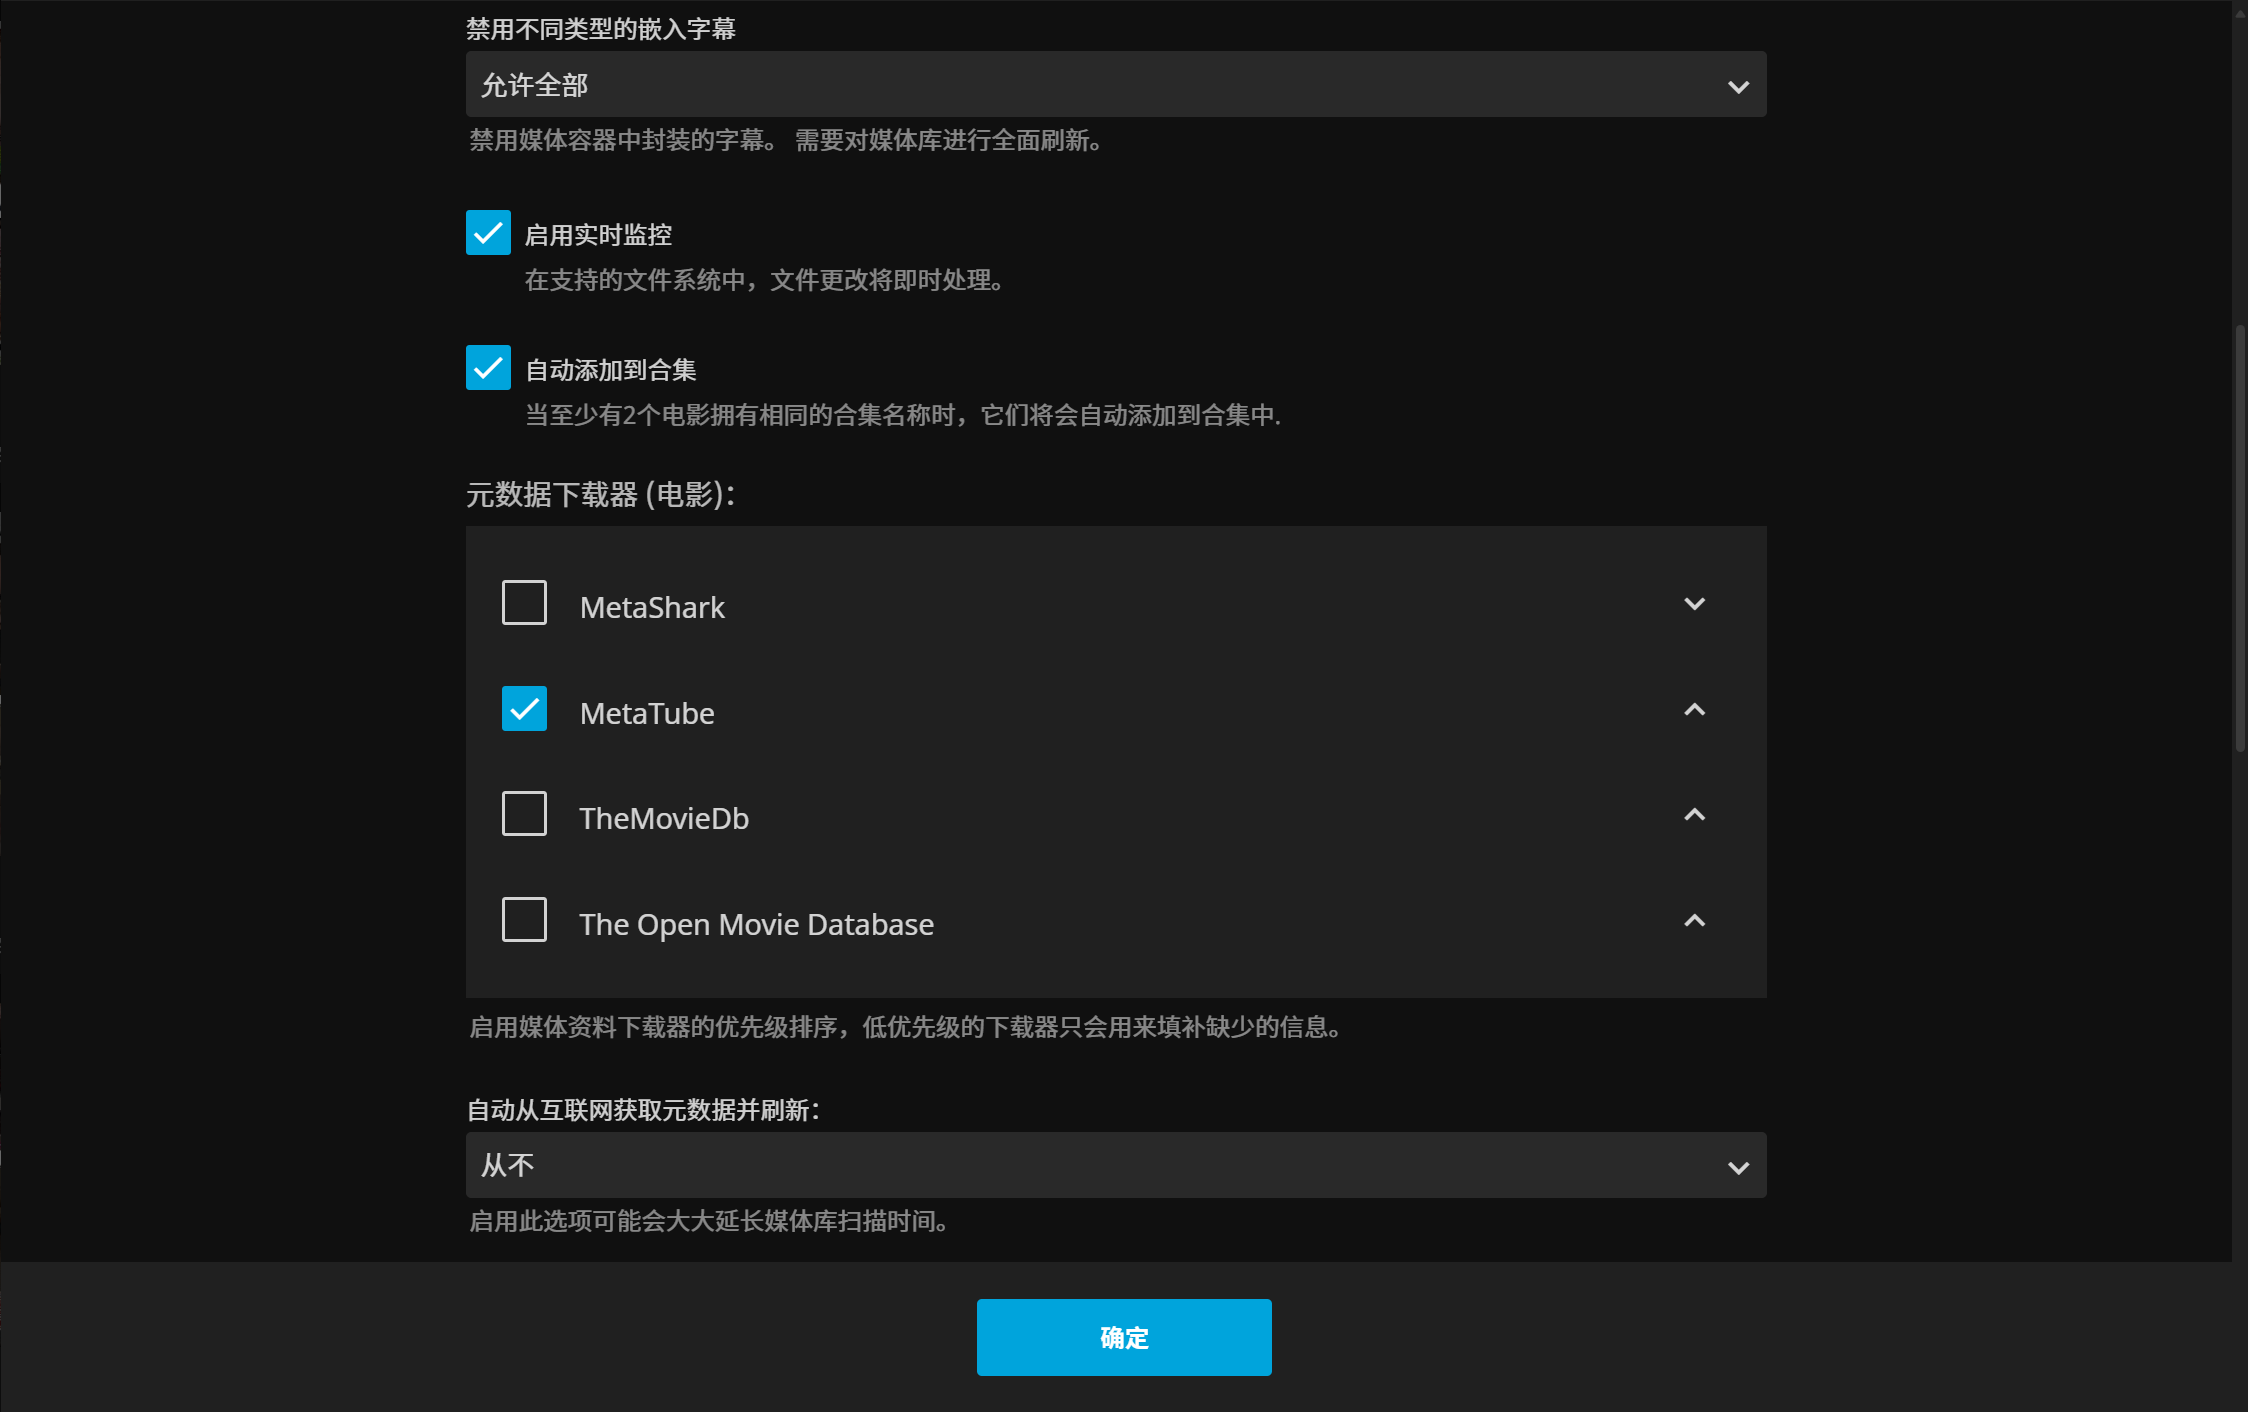 禁用不同类型的嵌入字幕
允许全部
禁用媒体容器中封装的字幕。 需要对媒体库进行全面刷新。
启用实时监控
在支持的文件系统中，文件更改将即时处理。
自动添加到合集
当至少有2个电影拥有相同的合集名称时，它们将会自动添加到合集中.
元数据下载器 (电影)：
MetaShark
MetaTube
TheMovieDb
The Open Movie Database
启用媒体资料下载器的优先级排序，低优先级的下载器只会用来填补缺少的信息。
自动从互联网获取元数据并刷新：
从不
启用此选项可能会大大延长媒体库扫描时间。
确定